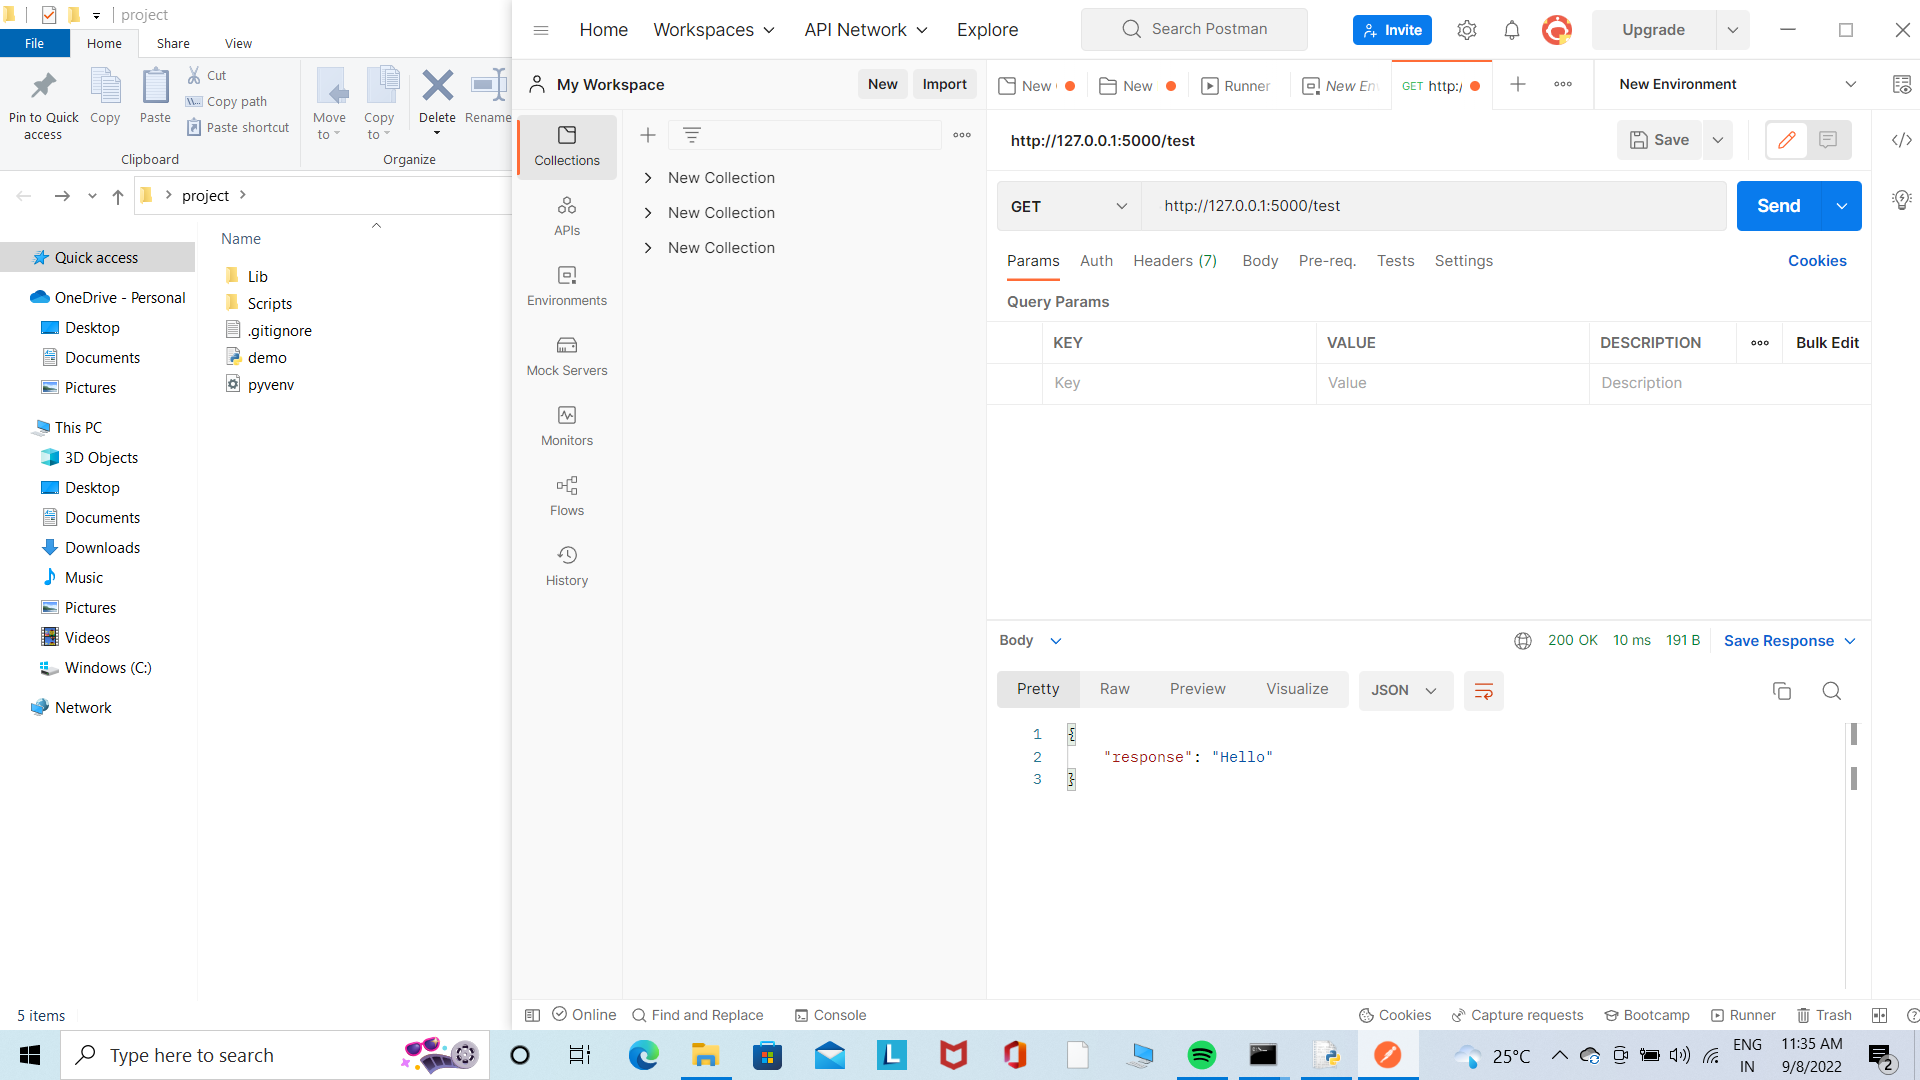 project
File
Home
Share
View
Pin to Quick access
Copy
Paste
Cut
Copy path
Paste shortcut
Clipboard
Move to
Copy to
Delete
Rename
Organize
project
Name
Quick access
OneDrive - Personal
Desktop
Documents
Pictures
This PC
3D Objects
Desktop
Documents
Downloads
Music
Pictures
Videos
Windows (C:)
Network
Lib
Scripts
.gitignore
demo
pyvenv
5 items
Home
Workspaces
API Network
Explore
Search Postman
Invite
Upgrade
My Workspace
New
Import
New
New
Runner
New En
GET http:/
New Environment
Collections
APIs
Environments
Mock Servers
Monitors
Flows
History
New Collection
New Collection
New Collection
http://127.0.0.1:5000/test
Save
GET
http://127.0.0.1:5000/test
Send
Params
Auth
Headers (7)
Body
Pre-req.
Tests
Settings
Cookies
Query Params
KEY
VALUE
DESCRIPTION
Bulk Edit
Key
Value
Description
Body
200 OK
10 ms
191 B
Save Response
Pretty
Raw
Preview
Visualize
JSON
1 {
2 "response": "Hello"
3 }
Online
Find and Replace
Console
Cookies
Capture requests
Bootcamp
Runner
Trash
Type here to search
L
25°C
ENG
IN
11:35 AM
9/8/2022
2